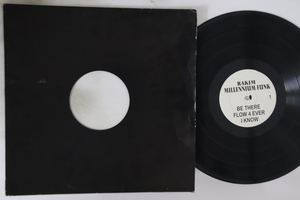 RAKIM
MILLENNIUM FUNK
BE THERE
FLOW 4 EVER
I KNOW
1